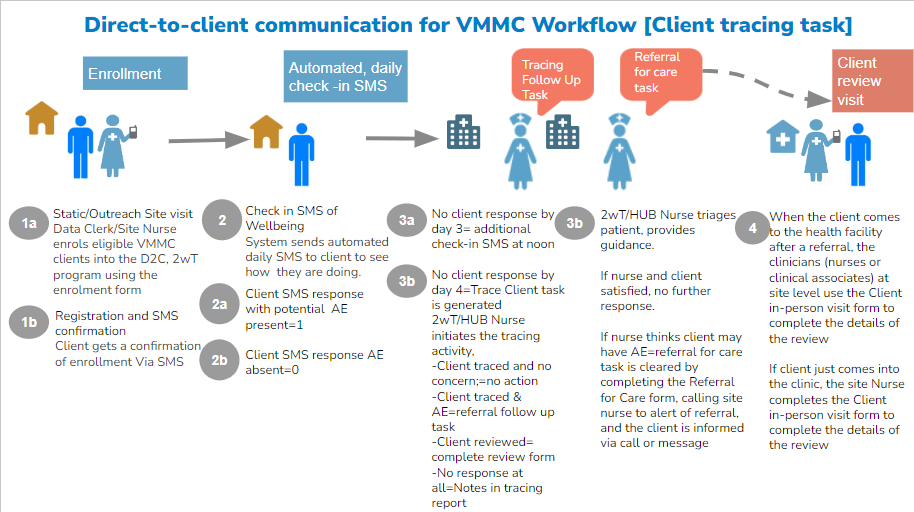 Direct-to-client communication for VMMC Workflow [Client tracing task]
Enrollment
Automated, daily
check -in SMS
Tracing
Follow Up
Task
Referral
for care
task
Client
review
visit
1a
Static/Outreach Site visit
Data Clerk/Site Nurse
enrols eligible VMMC
clients into the D2C, 2wT
program using the
enrolment form
1b
Registration and SMS
confirmation
Client gets a confirmation
of enrollment Via SMS
2
Check in SMS of
Wellbeing
System sends automated
daily SMS to client to see
how they are doing.
2a
Client SMS response
with potential AE
present=1
2b
Client SMS response AE
absent=0
3a
No client response by
day 3= additional
check-in SMS at noon
3b
No client response by
day 4=Trace Client task
is generated
2wT/HUB Nurse
initiates the tracing
activity,
-Client traced and no
concern;=no action
-Client traced &
AE=referral follow up
task
-Client reviewed=
complete review form
-No response at
all=Notes in tracing
report
3b
2wT/HUB Nurse triages
patient, provides
guidance.
If nurse and client
satisfied, no further
response.
If nurse thinks client may
have AE=referral for care
task is cleared by
completing the Referral
for Care form, calling site
nurse to alert of referral,
and the client is informed
via call or message
4
When the client comes
to the health facility
after a referral, the
clinicians (nurses or
clinical associates) at
site level use the Client
in-person visit form to
complete the details of
the review
If client just comes into
the clinic, the site Nurse
completes the Client
in-person visit form to
complete the details of
the review